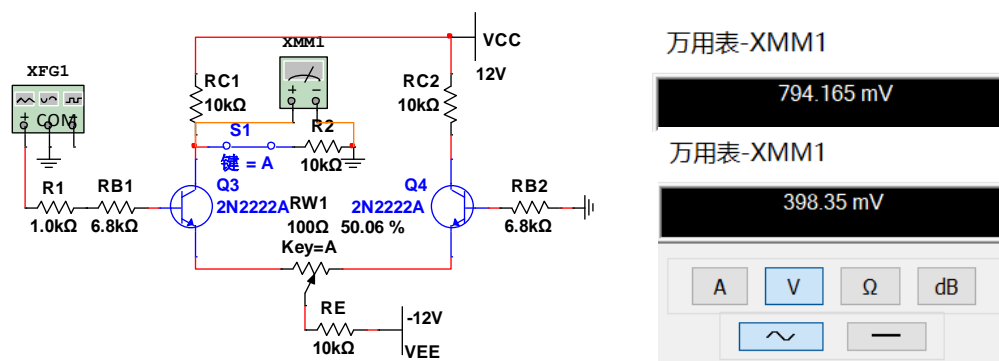 XMM1
VCC
12V
XFG1
COM
RC1
10kΩ
RC2
10kΩ
S1
键 = A
R2
10kΩ
Q3
2N2222A
Q4
2N2222A
R1
1.0kΩ
RB1
6.8kΩ
RW1
100Ω
50.06 %
Key=A
RB2
6.8kΩ
RE
10kΩ
-12V
VEE
万用表-XMM1
794.165 mV
万用表-XMM1
398.35 mV
A V Ω dB